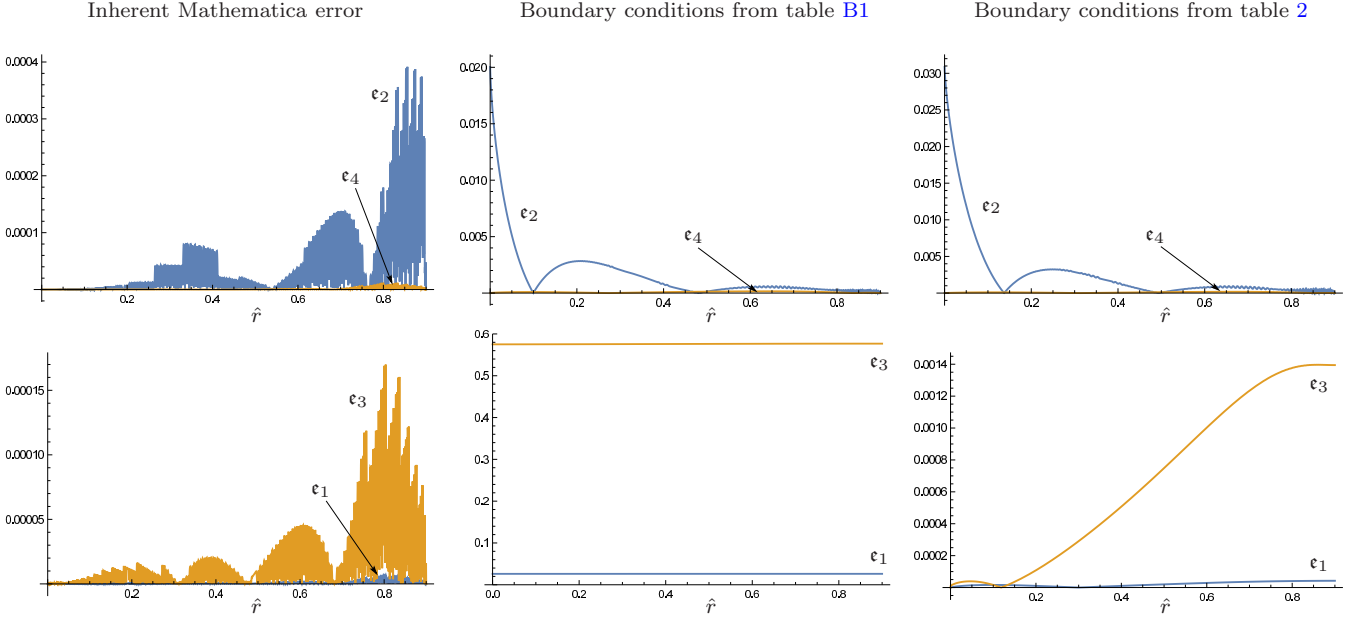 Inherent Mathematica error
Boundary conditions from table B1
Boundary conditions from table 2
0.0004
0.0003
0.0002
0.0001
𝔢2
𝔢4
0.2 0.4 0.6 0.8
r̂
0.020
0.015
0.010
0.005
𝔢2
𝔢4
0.2 0.4 0.6 0.8
r̂
0.030
0.025
0.020
0.015
0.010
0.005
𝔢2
𝔢4
0.2 0.4 0.6 0.8
r̂
0.00015
0.00010
0.00005
𝔢3
𝔢1
0.2 0.4 0.6 0.8
r̂
0.6
0.5
0.4
0.3
0.2
0.1
𝔢3
𝔢1
0.0 0.2 0.4 0.6 0.8
r̂
0.0014
0.0012
0.0010
0.0008
0.0006
0.0004
0.0002
𝔢3
𝔢1
0.2 0.4 0.6 0.8
r̂